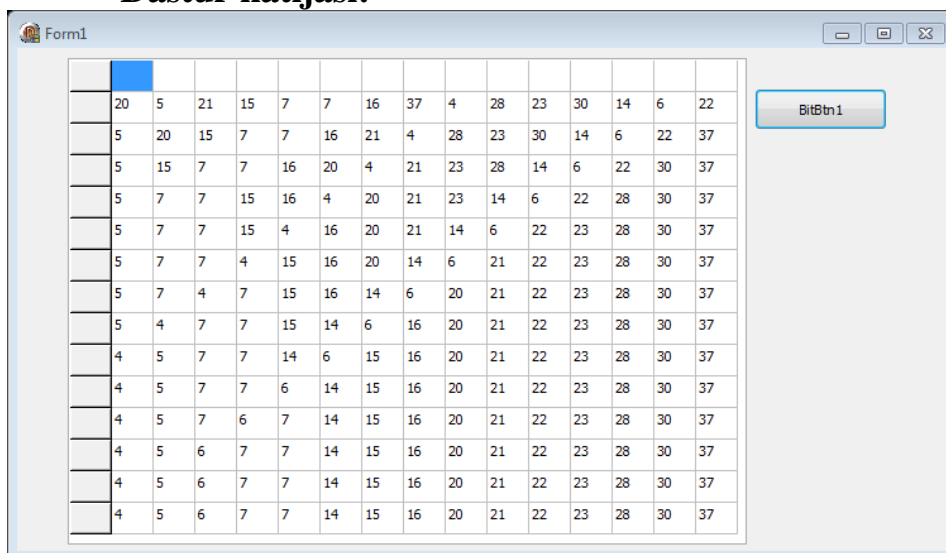 Dastur natijasi:
Form1
20 5 21 15 7 7 16 37 4 28 23 30 14 6 22
BitBtn1
5 20 15 7 7 16 21 4 28 23 30 14 6 22 37
5 15 7 7 16 20 4 21 23 28 14 6 22 30 37
5 7 7 15 16 4 20 21 23 14 6 22 28 30 37
5 7 7 15 4 16 20 21 14 6 22 23 28 30 37
5 7 7 4 15 16 20 14 6 21 22 23 28 30 37
5 7 4 7 15 16 14 6 20 21 22 23 28 30 37
5 4 7 7 15 14 6 16 20 21 22 23 28 30 37
4 5 7 7 14 6 15 16 20 21 22 23 28 30 37
4 5 7 7 6 14 15 16 20 21 22 23 28 30 37
4 5 7 6 7 14 15 16 20 21 22 23 28 30 37
4 5 6 7 7 14 15 16 20 21 22 23 28 30 37
4 5 6 7 7 14 15 16 20 21 22 23 28 30 37
4 5 6 7 7 14 15 16 20 21 22 23 28 30 37